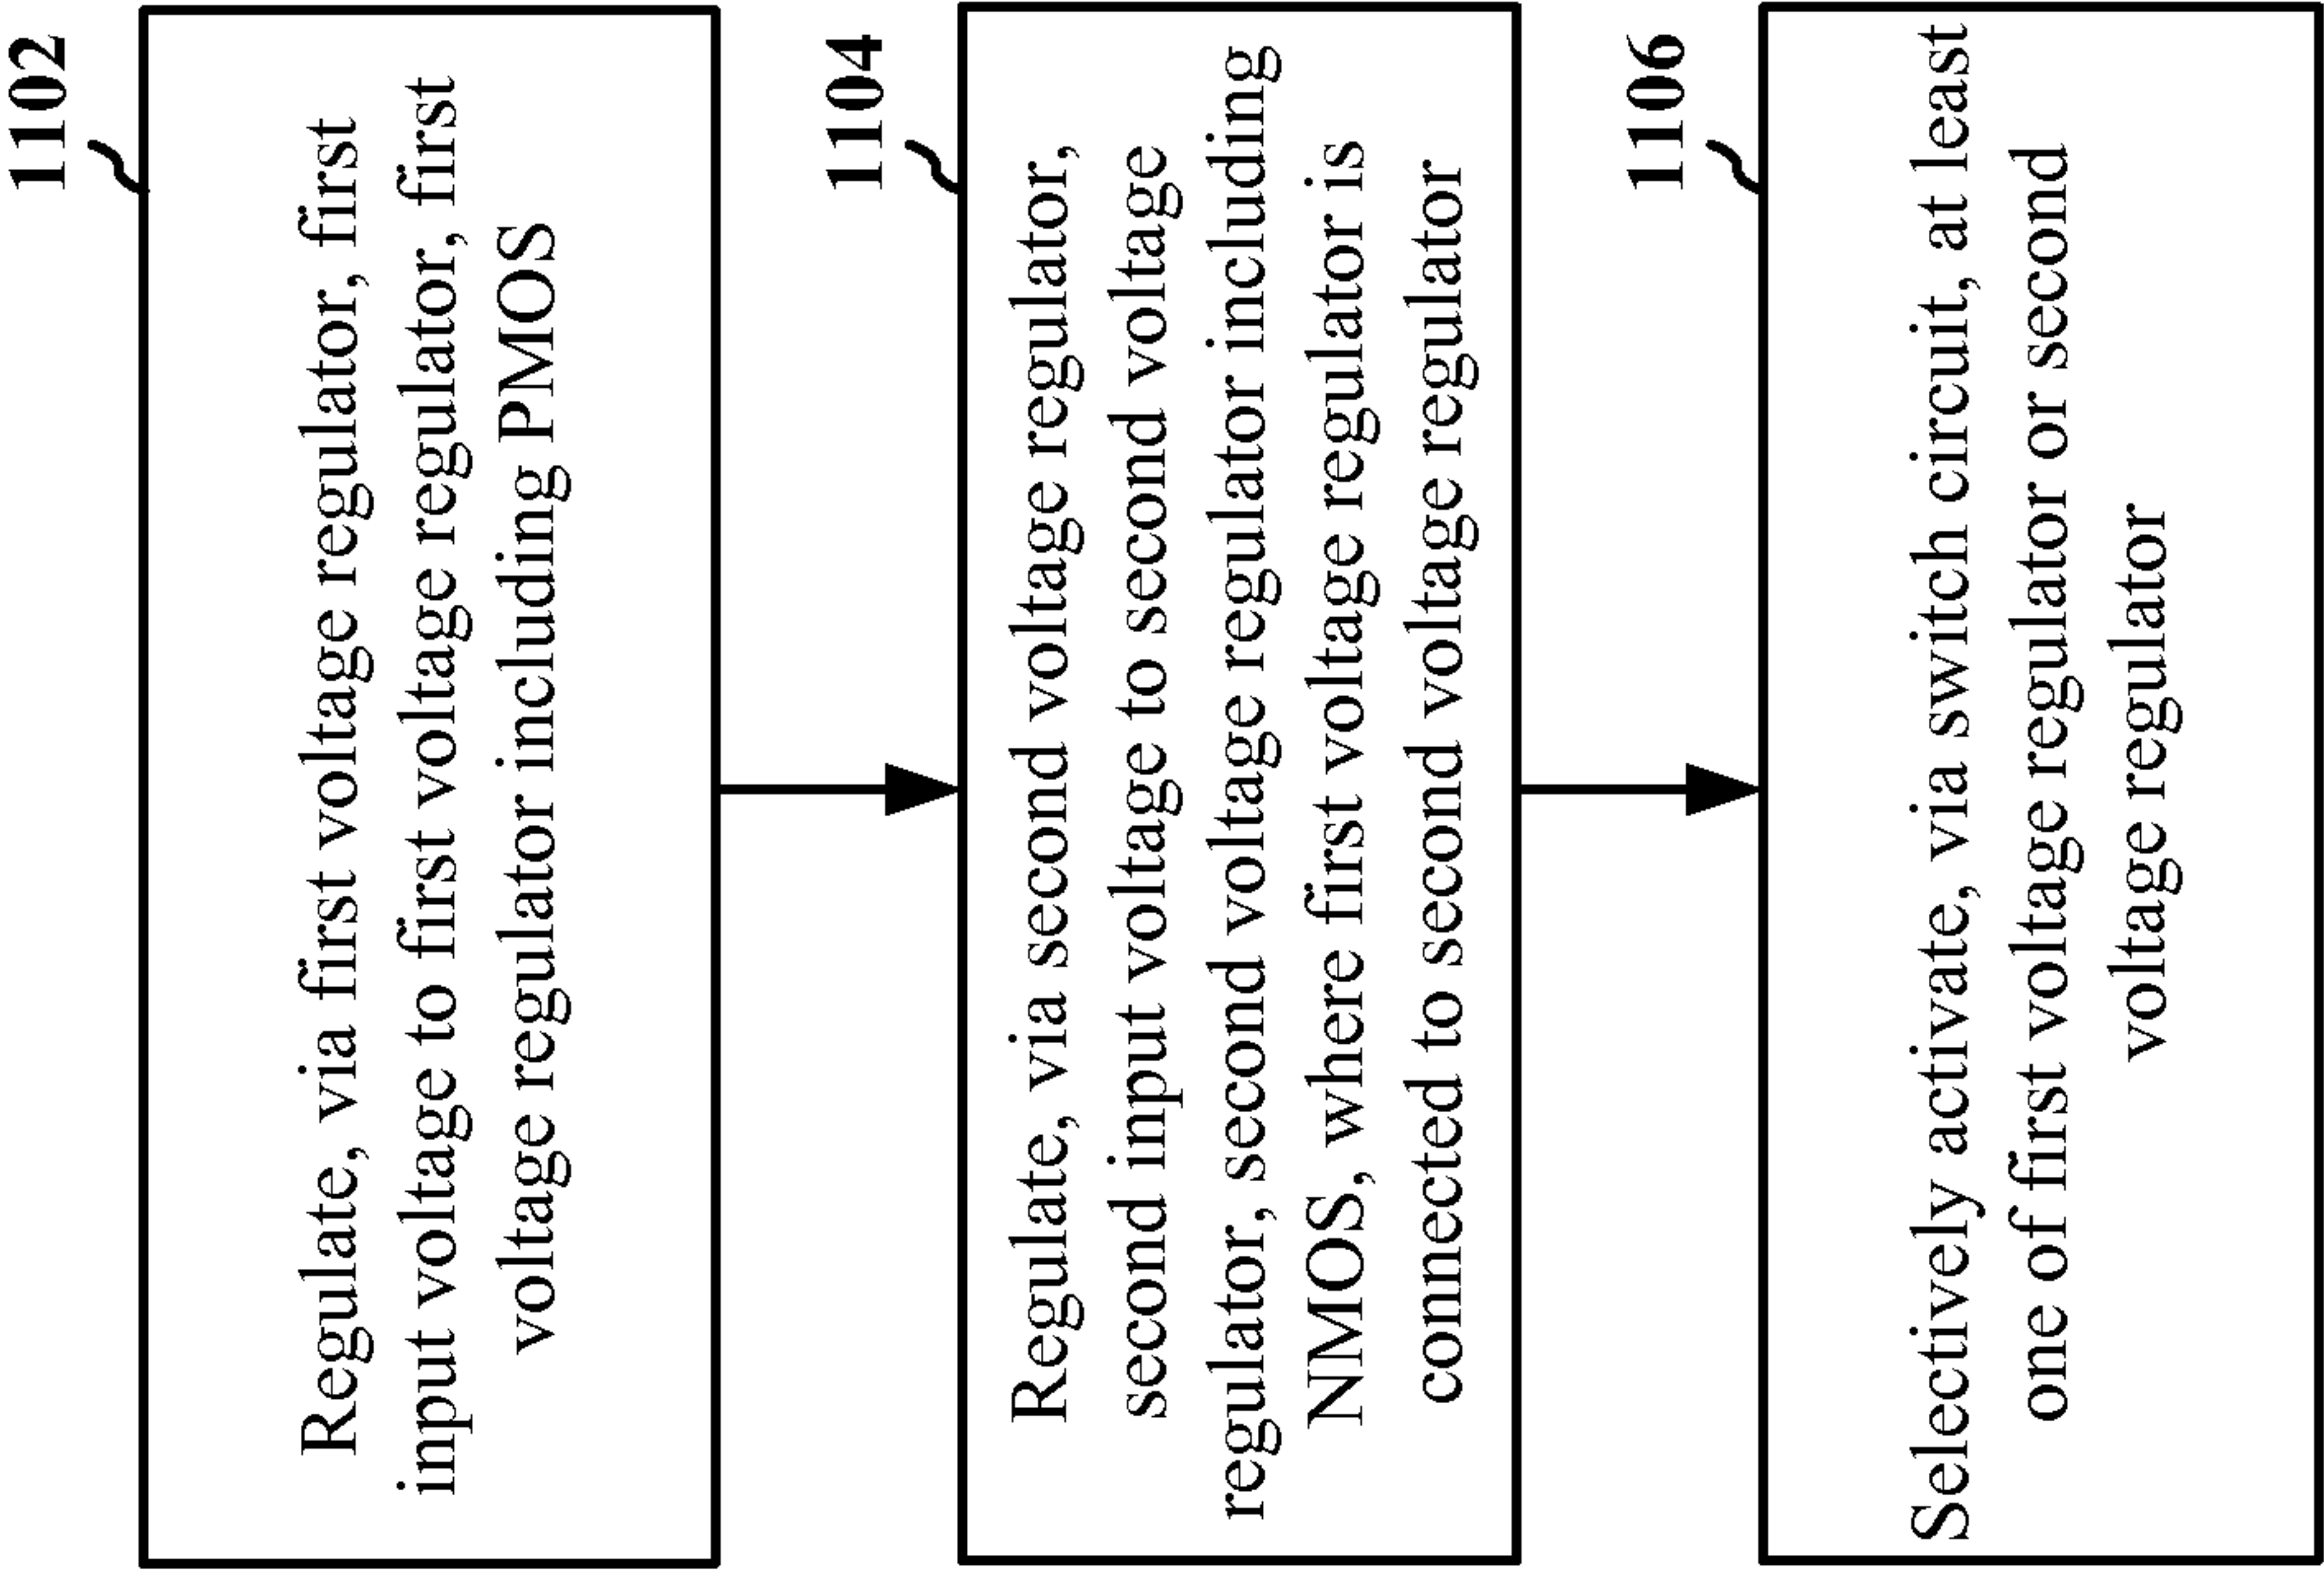 1102
Regulate, via first voltage regulator, first
input voltage to first voltage regulator, first
voltage regulator including PMOS
1104
Regulate, via second voltage regulator,
second input voltage to second voltage
regulator, second voltage regulator including
NMOS, where first voltage regulator is
connected to second voltage regulator
1106
Selectively activate, via switch circuit, at least
one of first voltage regulator or second
voltage regulator